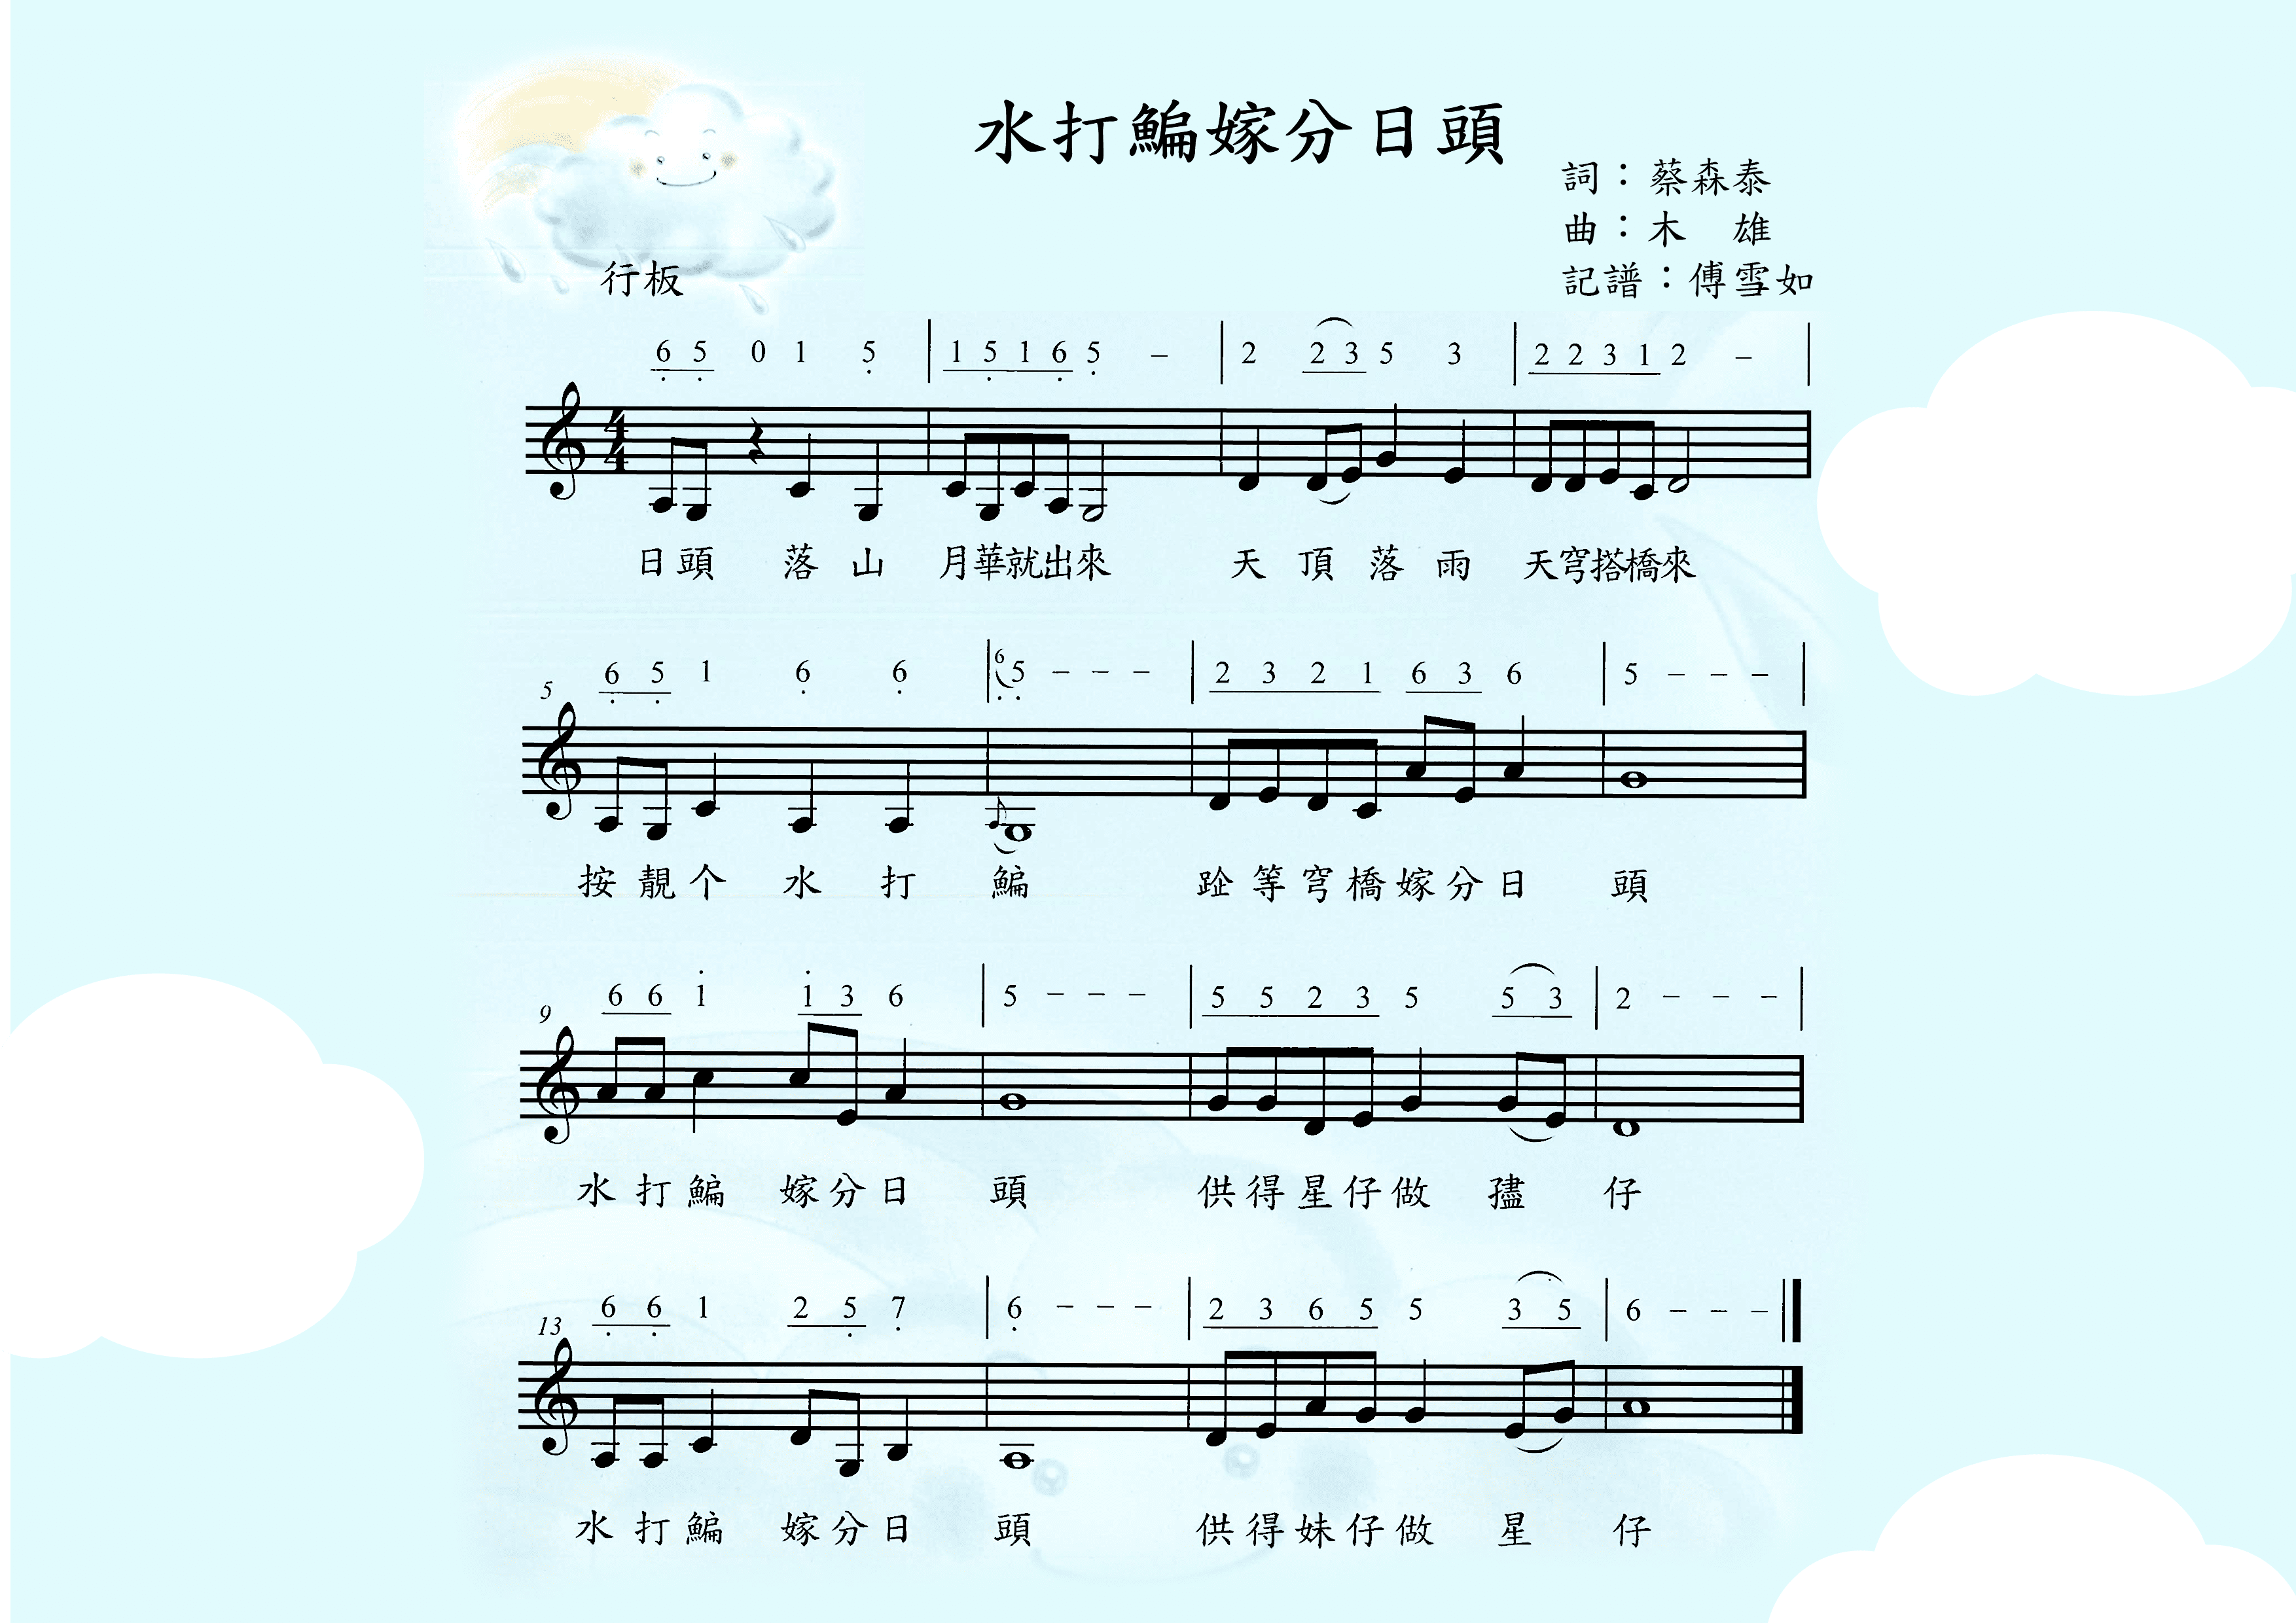 水打鯿嫁分日頭
詞：蔡森泰
曲：木　雄
記譜：傅雪如
行板
6 5 0 1 5 | 1 5 1 6 5 – | 2 2 3 5 3 | 2 2 3 1 2 – |
4 4
日頭 落 山 月華就出來 天 頂 落 雨 天穹搭橋來
5
6 5 1 6 6 | 6 5 – – – | 2 3 2 1 6 3 6 | 5 – – – |
按 靚 个 水 打 鯿 跐 等 穹 橋 嫁 分 日 頭
9
6 6 1 1 3 6 | 5 – – – | 5 5 2 3 5 5 3 | 2 – – – |
水 打 鯿 嫁 分 日 頭 供 得 星 仔 做 孻 仔
13
6 6 1 2 5 7 | 6 – – – | 2 3 6 5 5 3 5 | 6 – – – |
水 打 鯿 嫁 分 日 頭 供 得 妹 仔 做 星 仔